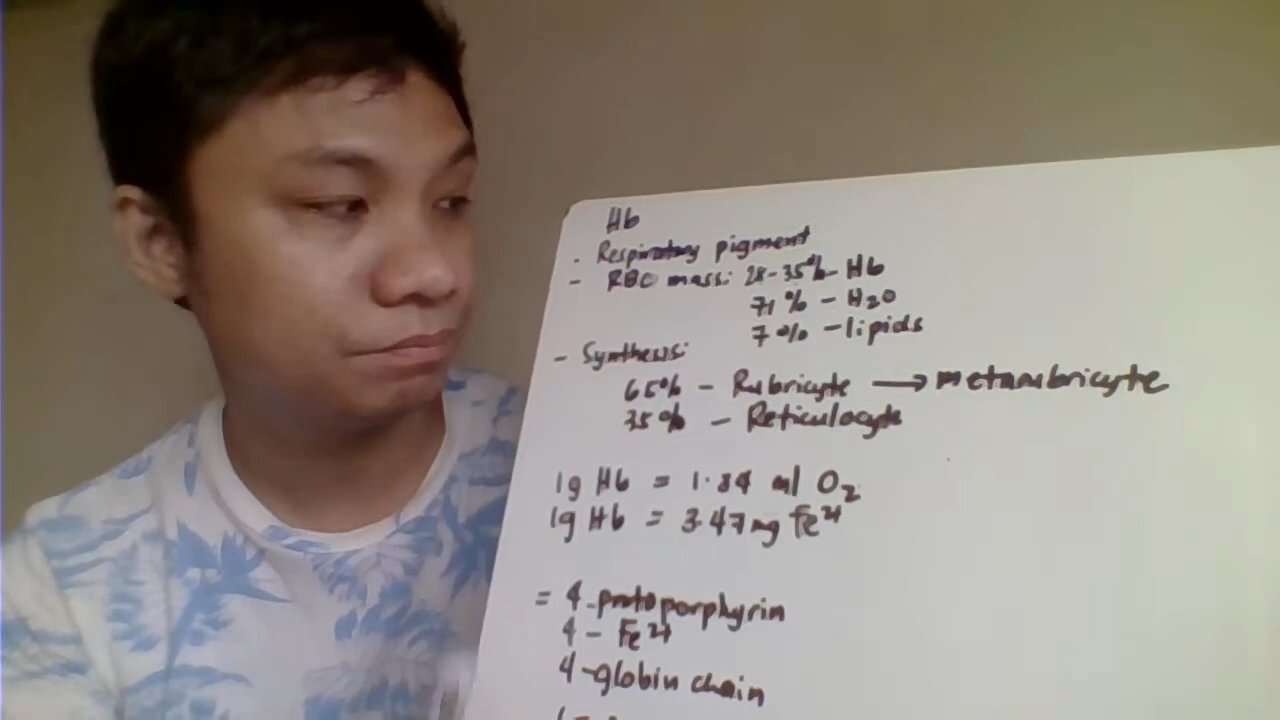 Hb
. Respiratory pigment
- RBC mass: 28-35% - Hb
71% - H2O
7% - lipids
- Synthesis:
65% - Rubricyte → metarubricyte
35% - Reticulocyte
1g Hb = 1.34 ml O2
1g Hb = 3.47mg Fe2+
= 4-protoporphyrin
4 - Fe2+
4-globin chain